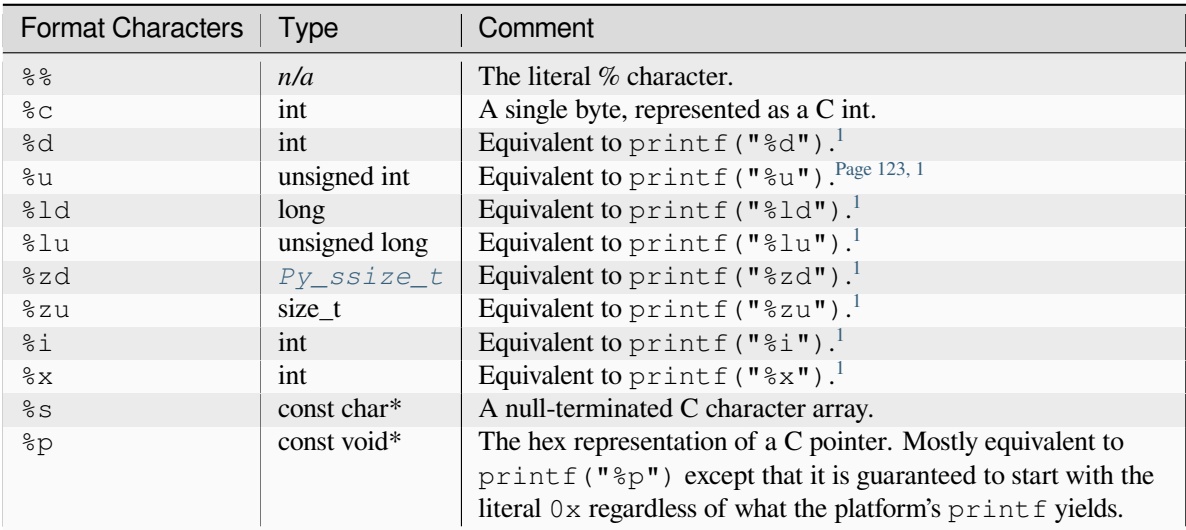 Format Characters Type Comment
%% n/a The literal % character.
%c int A single byte, represented as a C int.
%d int Equivalent to printf("%d").1
%u unsigned int Equivalent to printf("%u").Page 123, 1
%ld long Equivalent to printf("%ld").1
%lu unsigned long Equivalent to printf("%lu").1
%zd Py_ssize_t Equivalent to printf("%zd").1
%zu size_t Equivalent to printf("%zu").1
%i int Equivalent to printf("%i").1
%x int Equivalent to printf("%x").1
%s const char* A null-terminated C character array.
%p const void* The hex representation of a C pointer. Mostly equivalent to
printf("%p") except that it is guaranteed to start with the
literal 0x regardless of what the platform's printf yields.